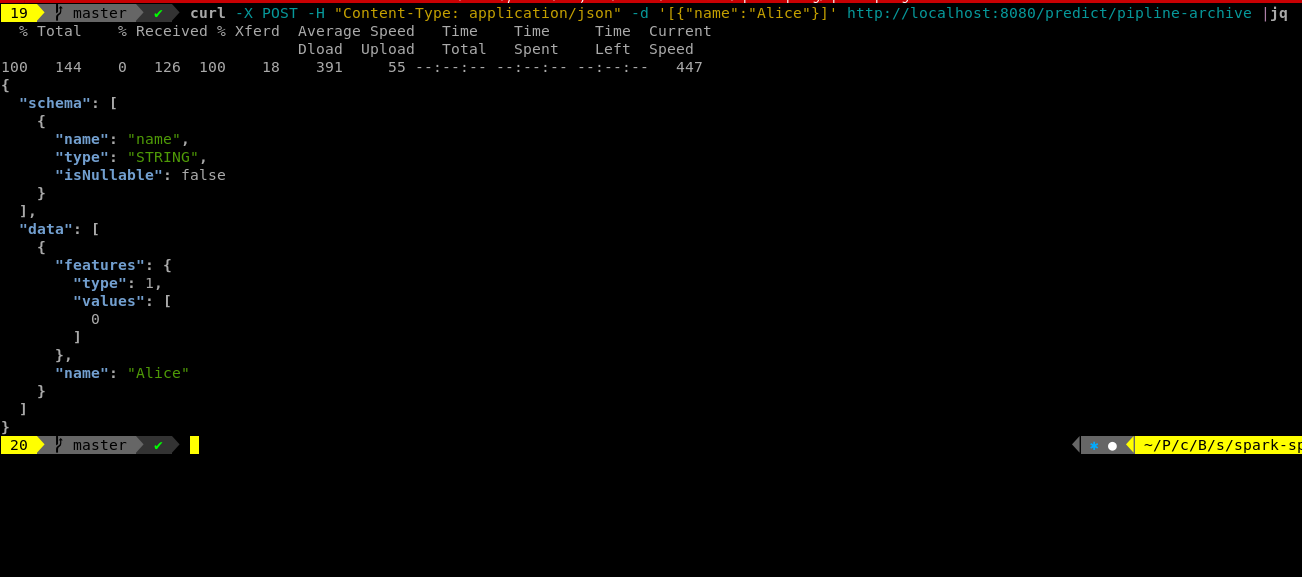 19 master ✔ curl -X POST -H "Content-Type: application/json" -d '[{"name":"Alice"}]' http://localhost:8080/predict/pipline-archive |jq
  % Total    % Received % Xferd  Average Speed   Time    Time     Time  Current
                                 Dload  Upload   Total   Spent    Left  Speed
100   144    0   126  100    18    391     55 --:--:-- --:--:-- --:--:--   447
{
  "schema": [
    {
      "name": "name",
      "type": "STRING",
      "isNullable": false
    }
  ],
  "data": [
    {
      "features": {
        "type": 1,
        "values": [
          0
        ]
      },
      "name": "Alice"
    }
  ]
}
20 master ✔ ~/P/c/B/s/spark-sp